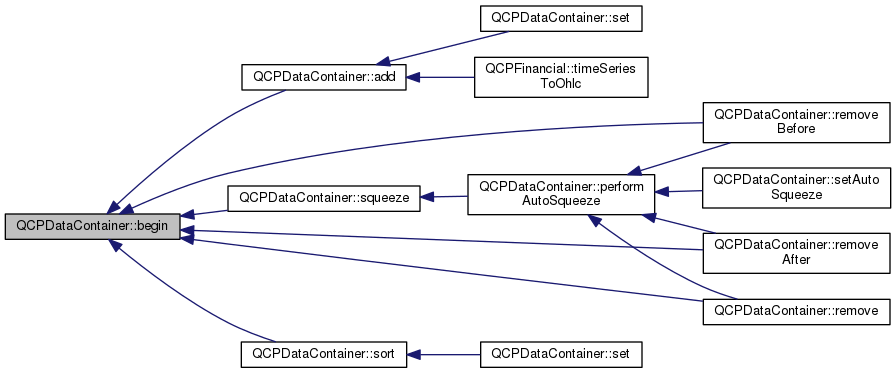 QCPDataContainer::set
QCPDataContainer::add
QCPFinancial::timeSeries
ToOhlc
QCPDataContainer::remove
Before
QCPDataContainer::squeeze
QCPDataContainer::perform
AutoSqueeze
QCPDataContainer::setAuto
Squeeze
QCPDataContainer::begin
QCPDataContainer::remove
After
QCPDataContainer::remove
QCPDataContainer::sort
QCPDataContainer::set